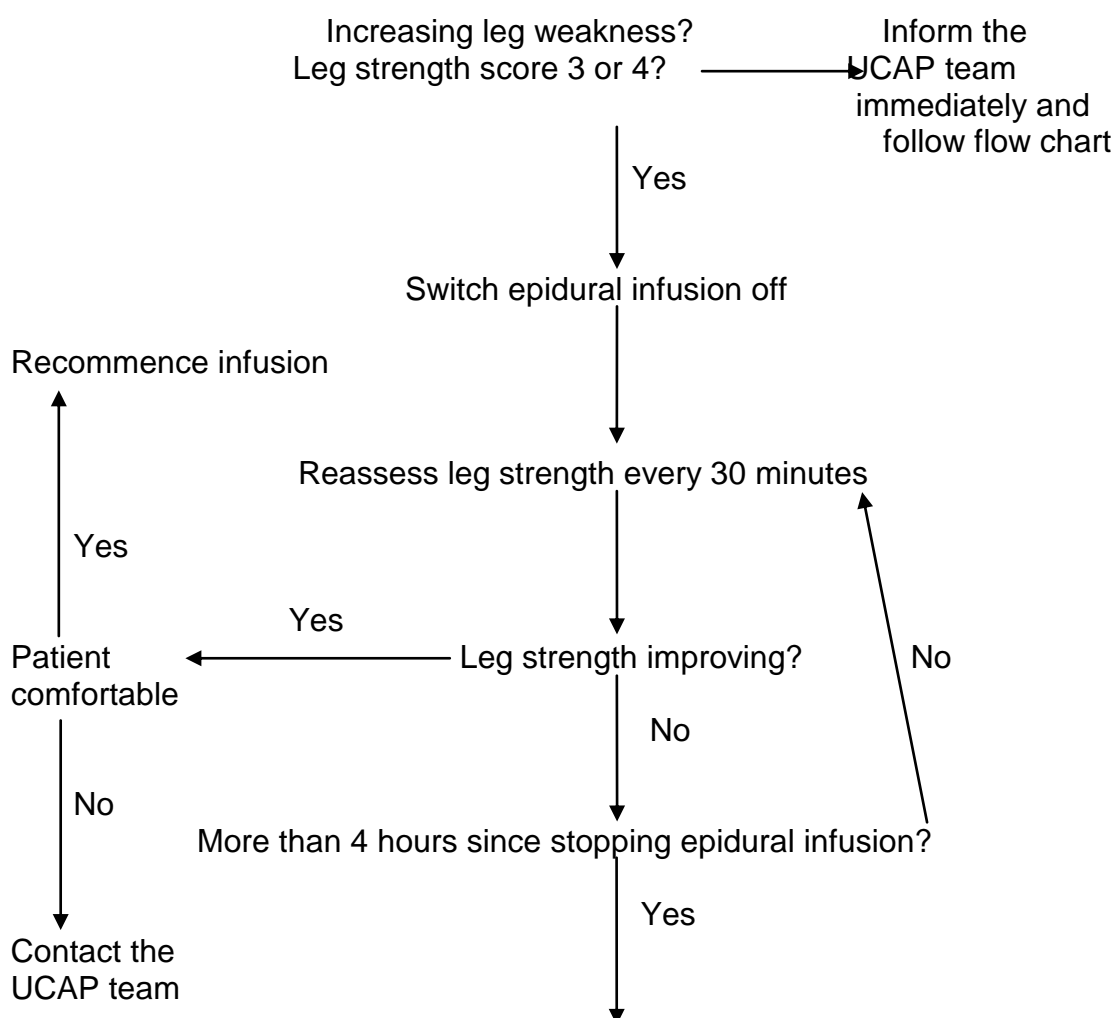 Increasing leg weakness?
Leg strength score 3 or 4?
Inform the
UCAP team
immediately and
follow flow chart
Yes
Switch epidural infusion off
Recommence infusion
Reassess leg strength every 30 minutes
Yes
Yes
Patient
comfortable
Leg strength improving?
No
No
No
More than 4 hours since stopping epidural infusion?
Yes
Contact the
UCAP team